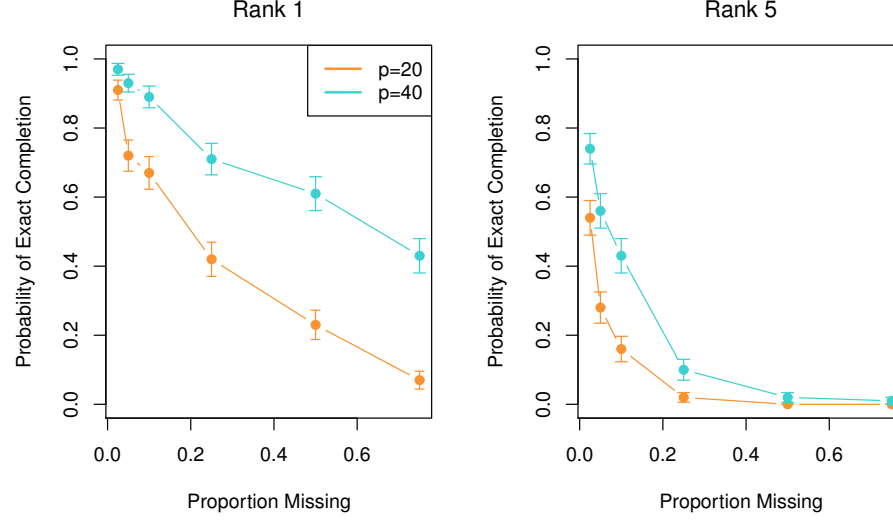 Rank 1
Probability of Exact Completion
1.0
0.8
0.6
0.4
0.2
0.0
p=20
p=40
0.0 0.2 0.4 0.6
Proportion Missing
Rank 5
Probability of Exact Completion
1.0
0.8
0.6
0.4
0.2
0.0
0.0 0.2 0.4 0.6
Proportion Missing